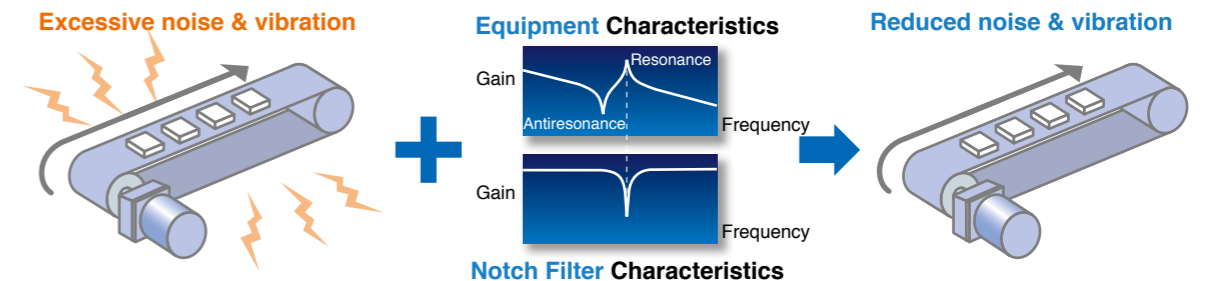 Excessive noise & vibration
Equipment Characteristics
Reduced noise & vibration
Gain
Resonance
Antiresonance
Frequency
Gain
Frequency
Notch Filter Characteristics